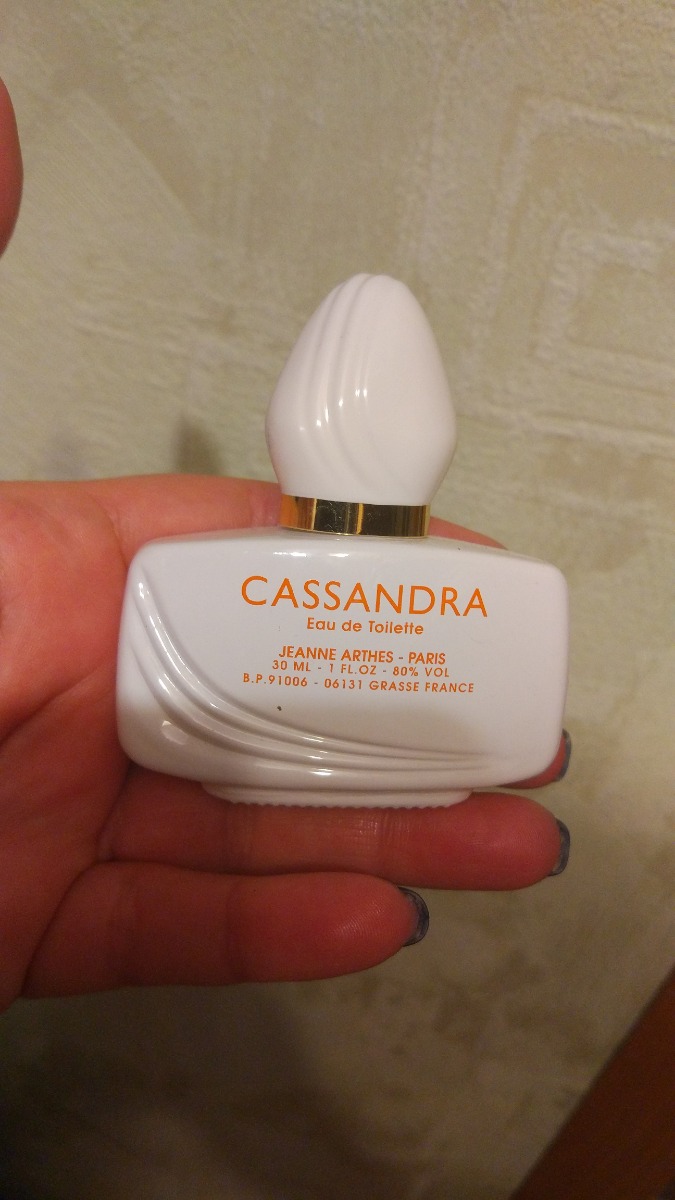 CASSANDRA
Eau de Toilette
JEANNE ARTHES - PARIS
30 ML - 1 FL.OZ - 80% VOL
B.P.91006 - 06131 GRASSE FRANCE